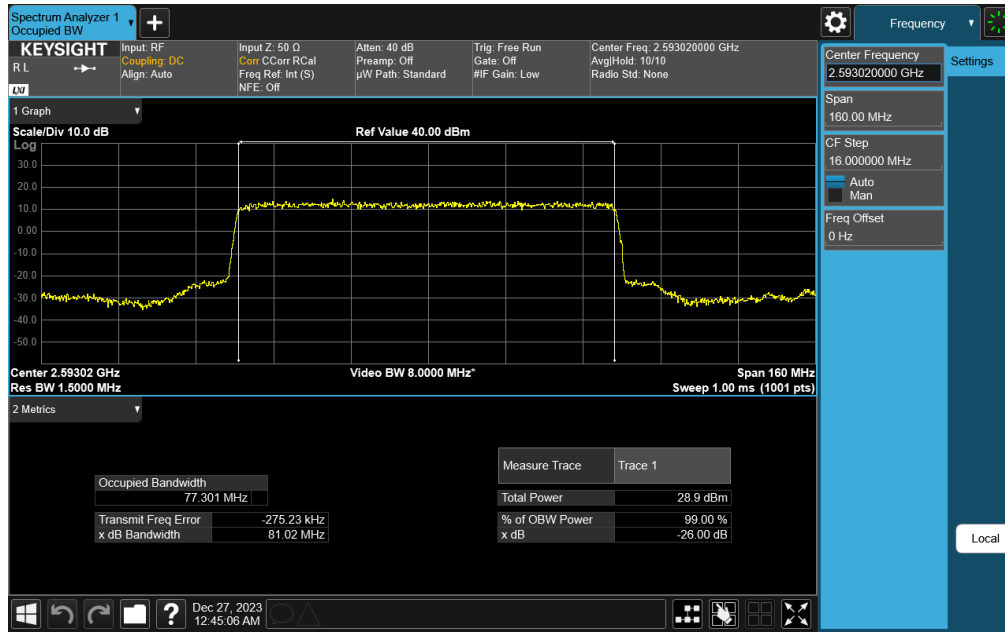 Spectrum Analyzer 1
Occupied BW
Frequency
KEYSIGHT
R L
LXI
Input: RF
Coupling: DC
Align: Auto
Input Z: 50 Ω
Corr CCorr RCal
Freq Ref: Int (S)
NFE: Off
Atten: 40 dB
Preamp: Off
µW Path: Standard
Trig: Free Run
Gate: Off
#IF Gain: Low
Center Freq: 2.593020000 GHz
Avg|Hold: 10/10
Radio Std: None
Center Frequency
2.593020000 GHz
Settings
Span
160.00 MHz
CF Step
16.000000 MHz
Auto
Man
Freq Offset
0 Hz
1 Graph
Scale/Div 10.0 dB
Ref Value 40.00 dBm
Log
30.0
20.0
10.0
0.00
-10.0
-20.0
-30.0
-40.0
-50.0
Center 2.59302 GHz
Video BW 8.0000 MHz*
Span 160 MHz
Res BW 1.5000 MHz
Sweep 1.00 ms (1001 pts)
2 Metrics
Measure Trace Trace 1
Occupied Bandwidth
77.301 MHz
Total Power 28.9 dBm
Transmit Freq Error -275.23 kHz
% of OBW Power 99.00 %
x dB Bandwidth 81.02 MHz
x dB -26.00 dB
Local
?
Dec 27, 2023
12:45:06 AM